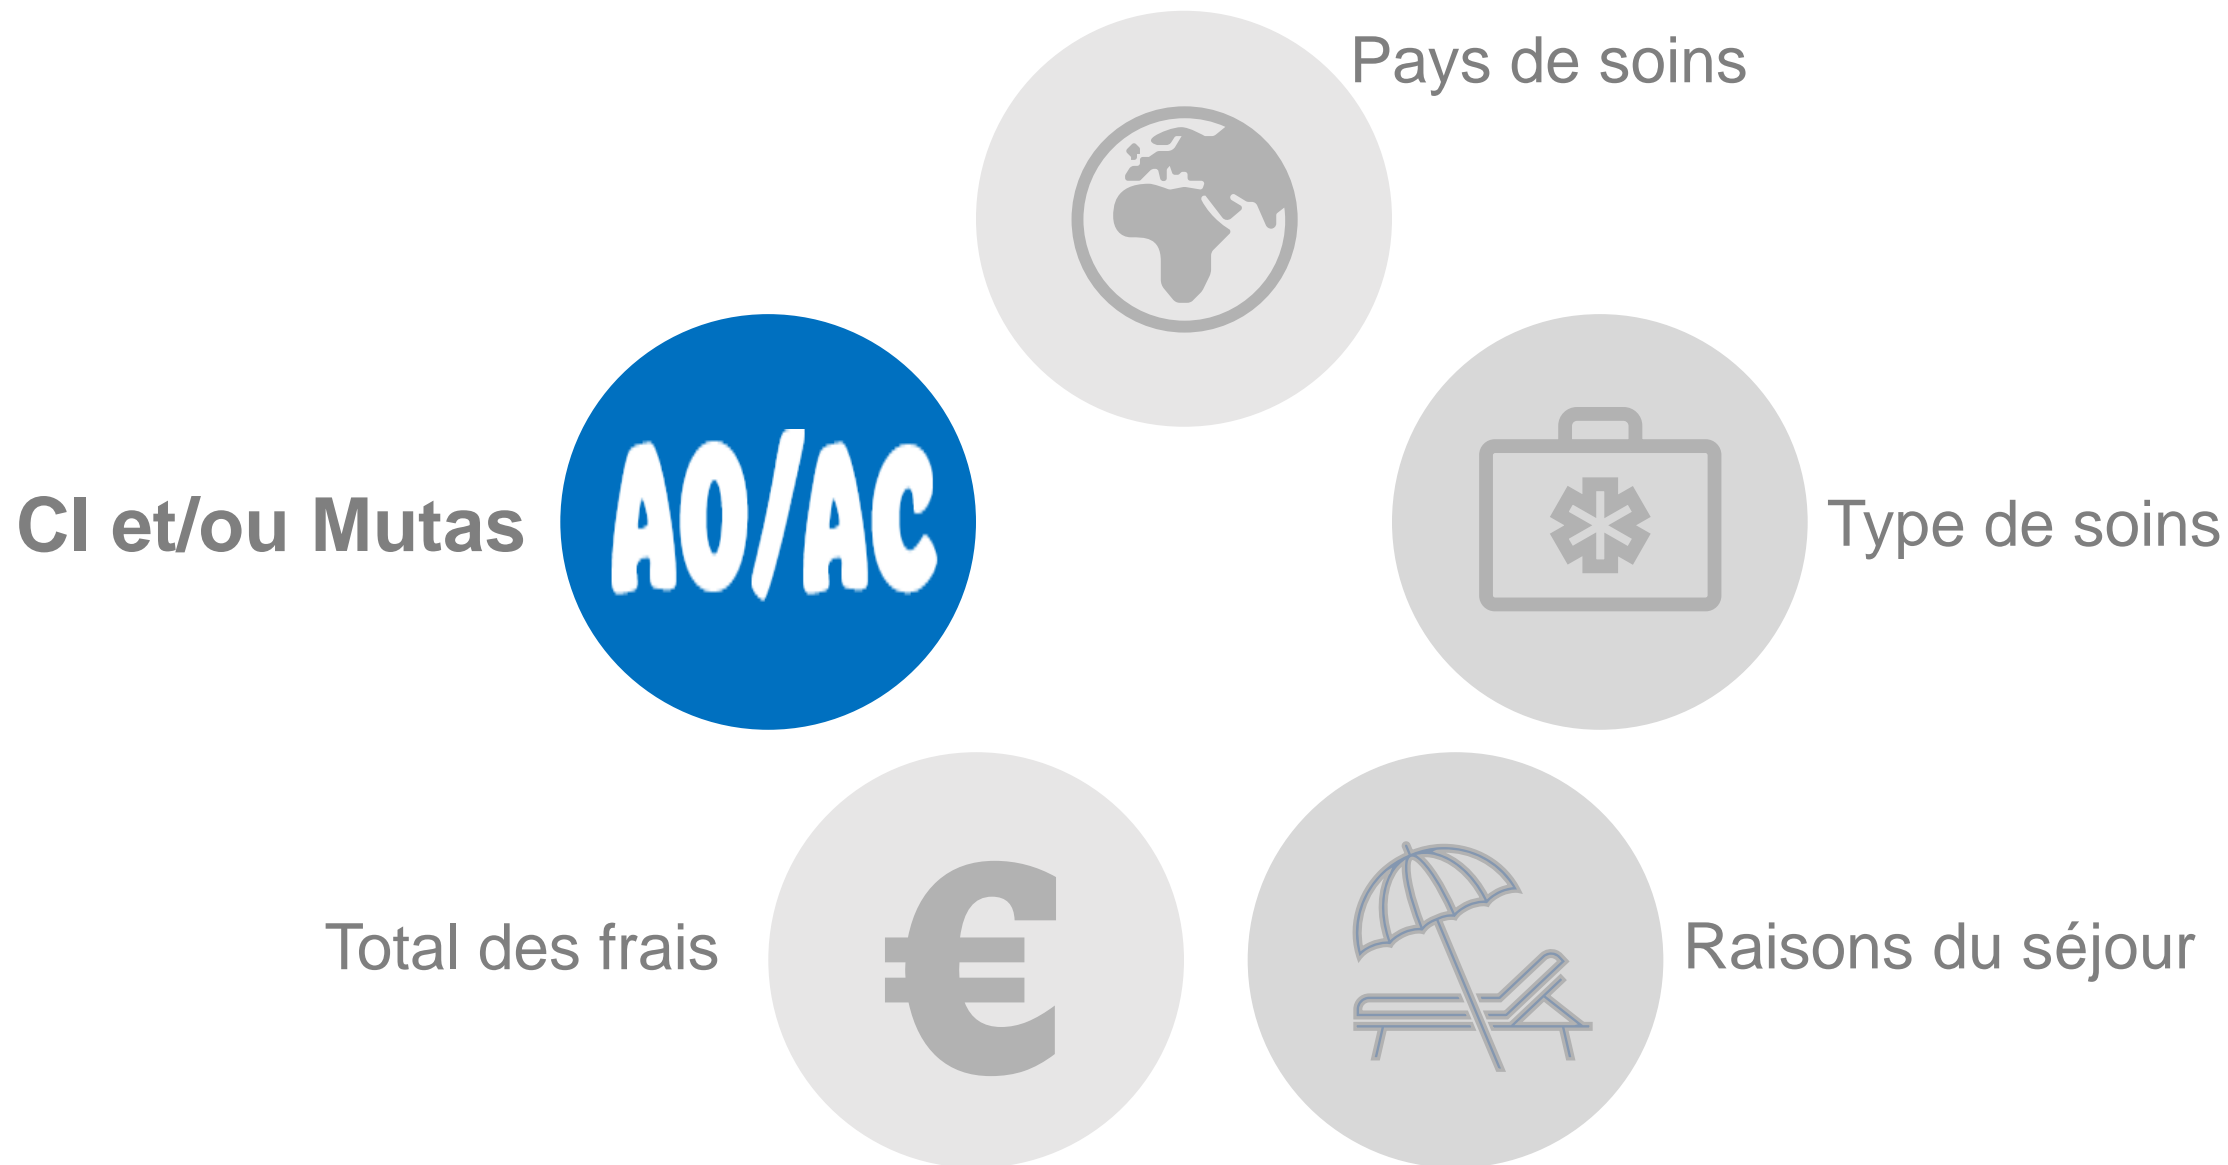 Pays de soins
CI et/ou Mutas
AO/AC
Type de soins
Total des frais
€
Raisons du séjour